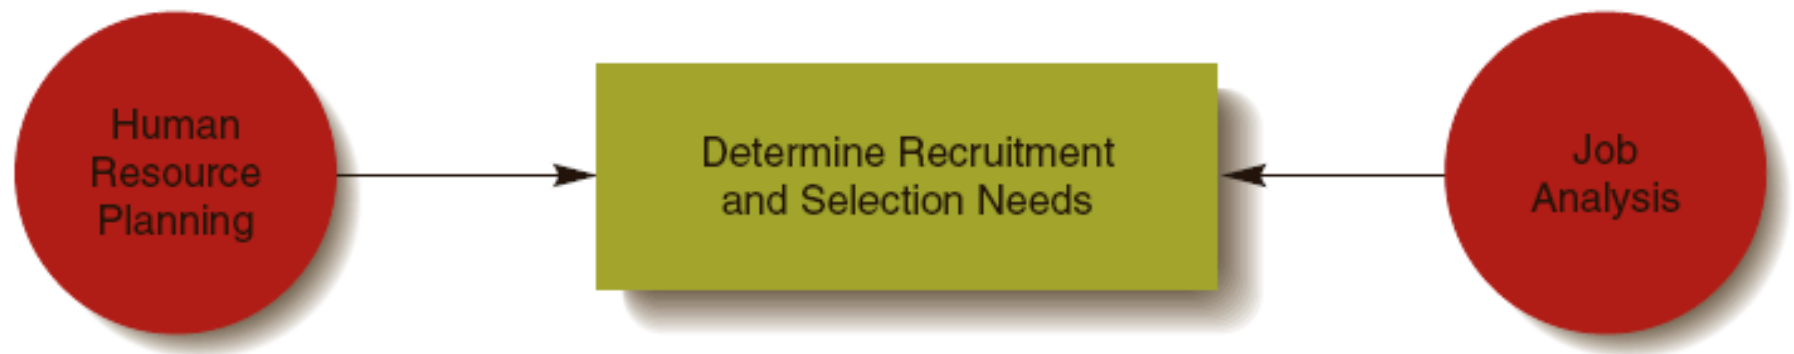 Human
Resource
Planning
Determine Recruitment
and Selection Needs
Job
Analysis